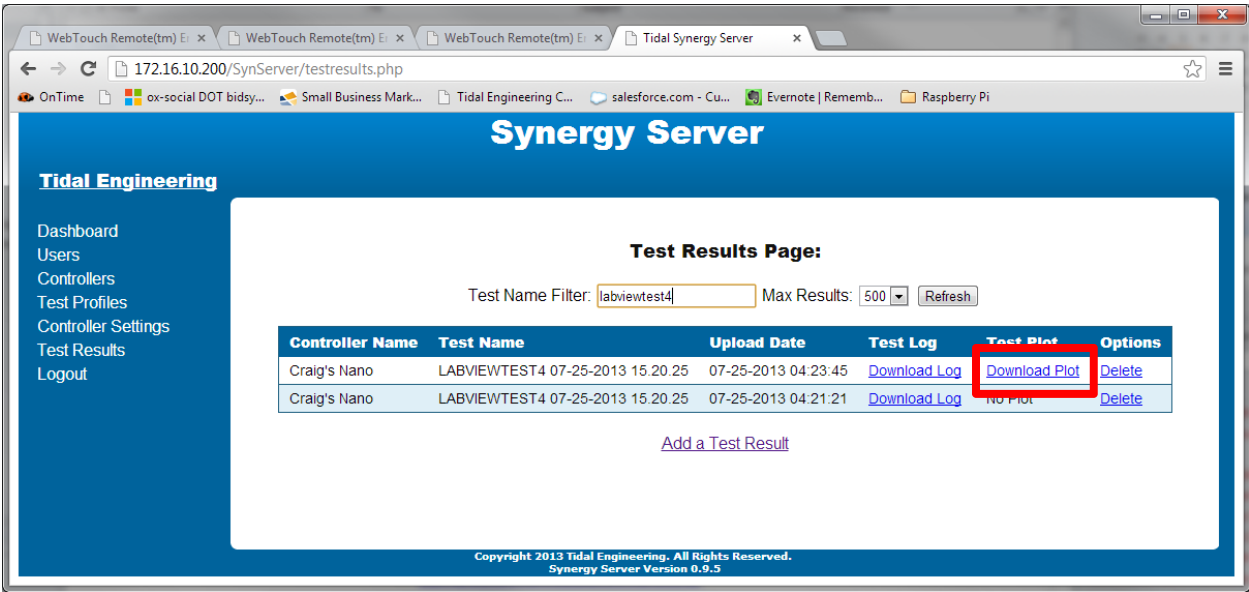 WebTouch Remote(tm) Er WebTouch Remote(tm) Er WebTouch Remote(tm) Er Tidal Synergy Server
172.16.10.200/SynServer/testresults.php
OnTime ox-social DOT bidsy... Small Business Mark... Tidal Engineering C... salesforce.com - Cu... Evernote | Rememb... Raspberry Pi
Synergy Server
Tidal Engineering
Dashboard
Users
Controllers
Test Profiles
Controller Settings
Test Results
Logout
Test Results Page:
Test Name Filter: labviewtest4 Max Results: 500 Refresh
Controller Name Test Name Upload Date Test Log Test Plot Options
Craig's Nano LABVIEWTEST4 07-25-2013 15.20.25 07-25-2013 04:23:45 Download Log Download Plot Delete
Craig's Nano LABVIEWTEST4 07-25-2013 15.20.25 07-25-2013 04:21:21 Download Log No Plot Delete
Add a Test Result
Copyright 2013 Tidal Engineering. All Rights Reserved.
Synergy Server Version 0.9.5